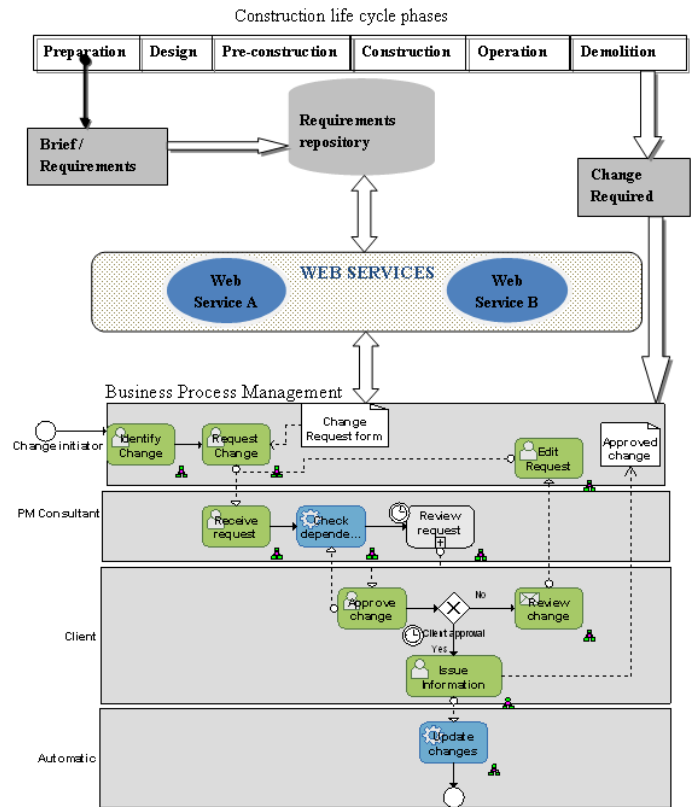 Construction life cycle phases
Preparation Design Pre-construction Construction Operation Demolition
Brief /
Requirements
Requirements
repository
Change
Required
WEB SERVICES
Web
Service A
Web
Service B
Business Process Management
Change initiator
Identify
Change
Request
Change
Change
Request form
Edit
Request
Approved
change
PM Consultant
Receive
request
Check
depende...
Review
request
Client
Approve
change
No
Review
change
Client approval
Yes
Issue
Information
Automatic
Update
changes